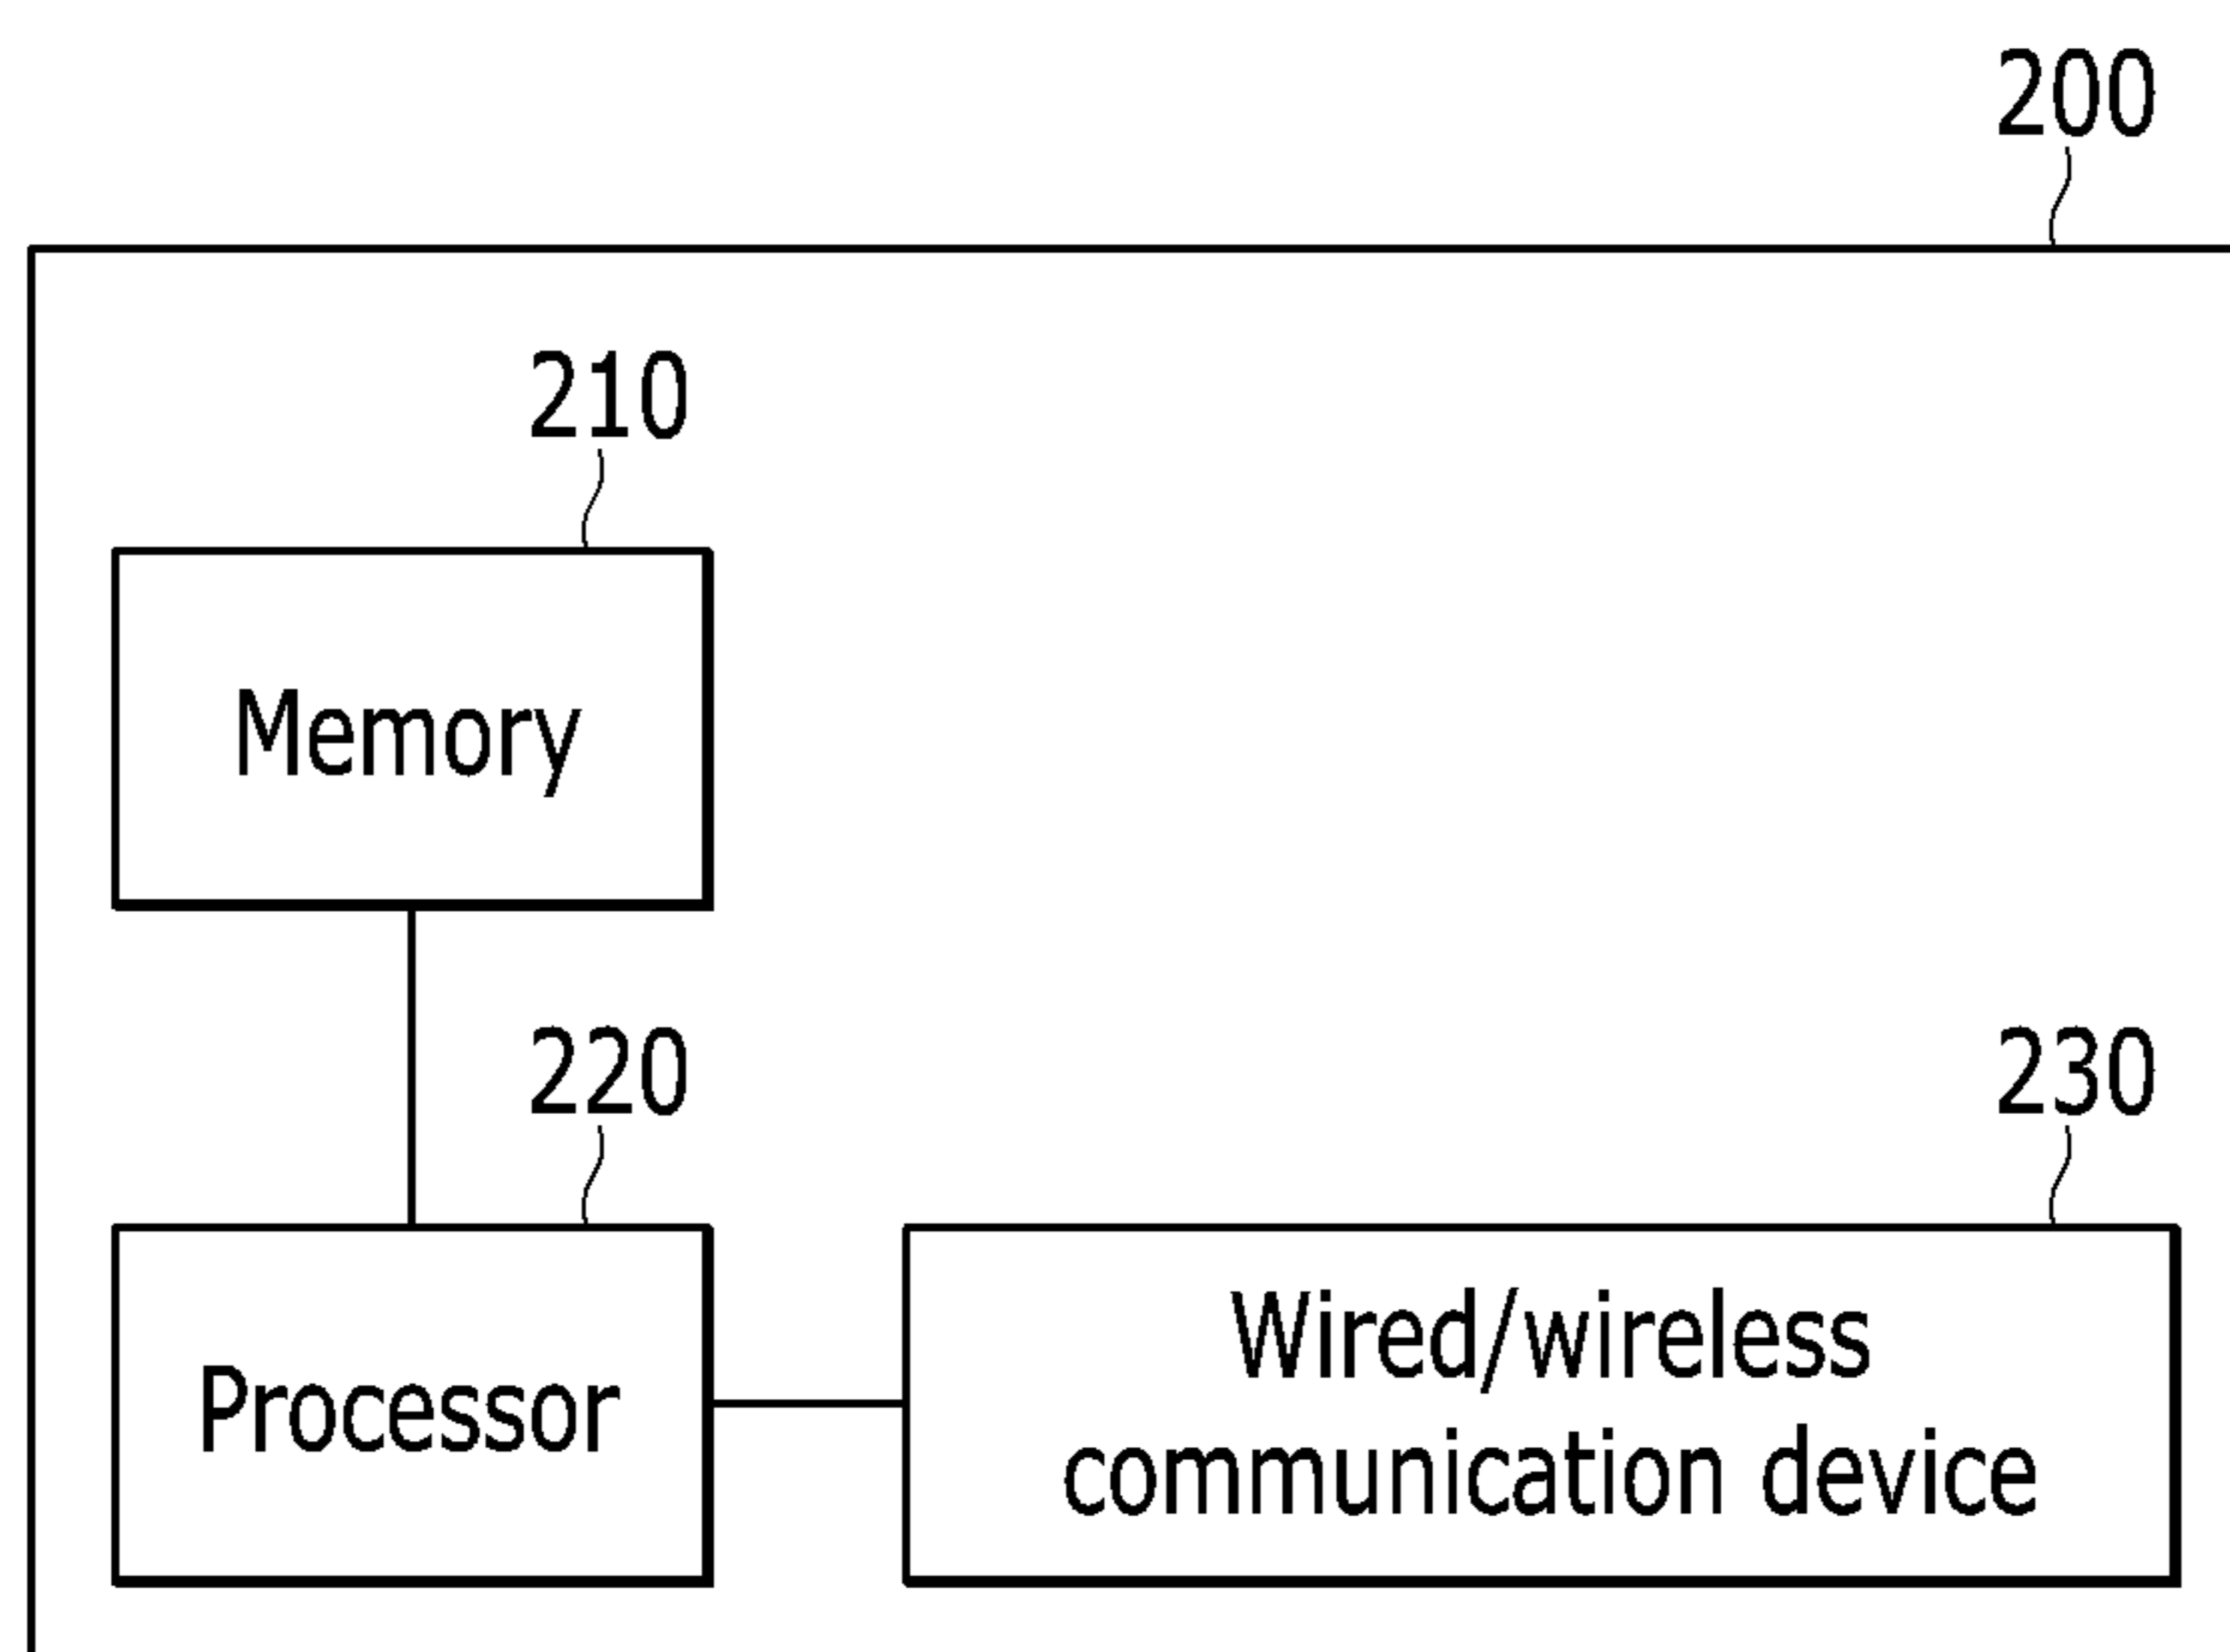 200
210
Memory
220
230
Processor
Wired/wireless
communication device